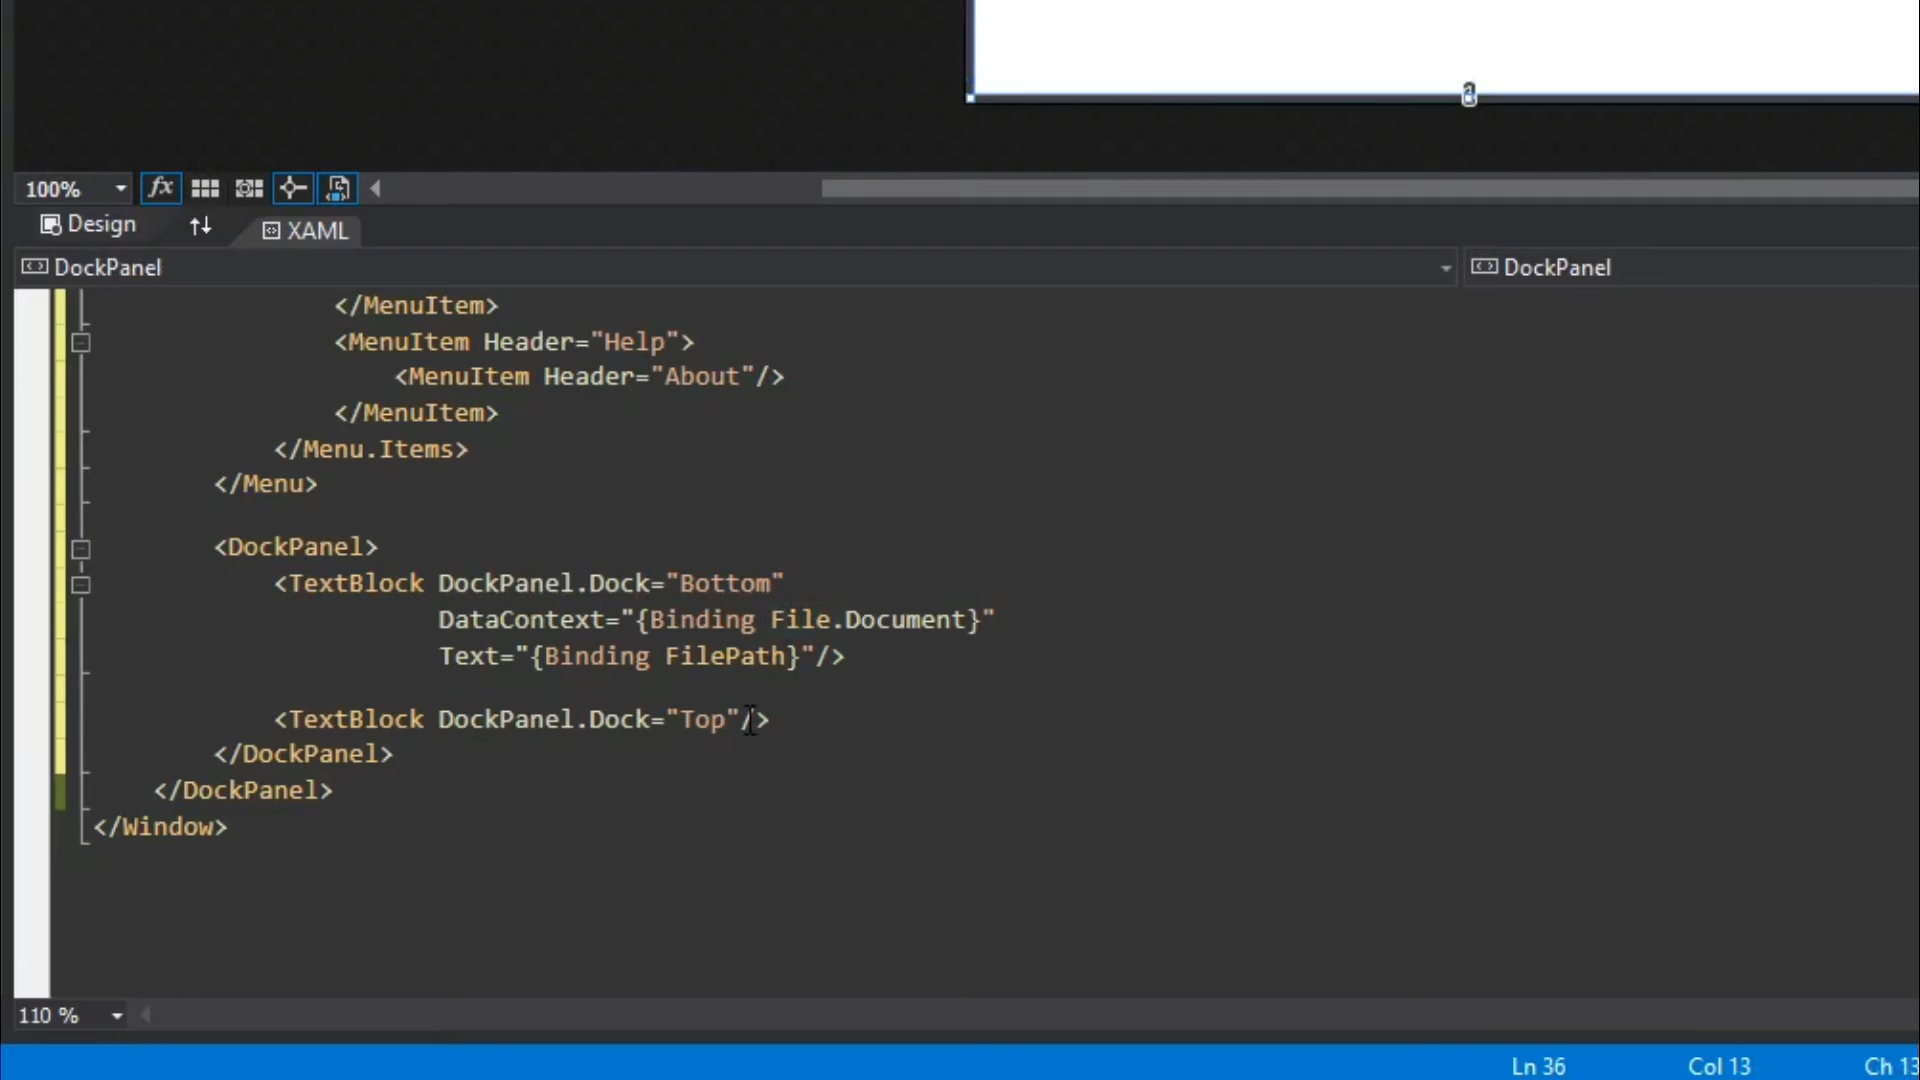 100%
Design
XAML
DockPanel
DockPanel
</MenuItem>
<MenuItem Header="Help">
<MenuItem Header="About"/>
</MenuItem>
</Menu.Items>
</Menu>
<DockPanel>
<TextBlock DockPanel.Dock="Bottom"
DataContext="{Binding File.Document}"
Text="{Binding FilePath}"/>
<TextBlock DockPanel.Dock="Top"/>
</DockPanel>
</DockPanel>
</Window>
110 %
Ln 36
Col 13
Ch 13